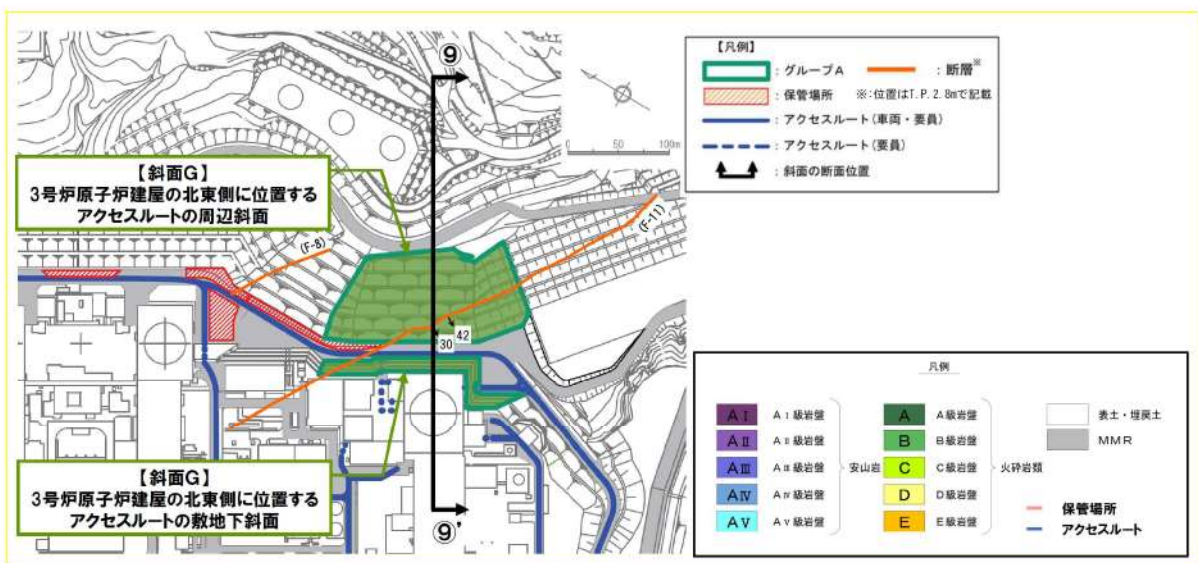 ⑨
【凡例】
：グループA
：断層※
：保管場所
※：位置はT.P.2.8mで記載
：アクセスルート(車両・要員)
：アクセスルート(要員)
：斜面の断面位置
0 50 100m
【斜面G】
3号炉原子炉建屋の北東側に位置する
アクセスルートの周辺斜面
(F-8)
(F-11)
42
30
【斜面G】
3号炉原子炉建屋の北東側に位置する
アクセスルートの敷地下斜面
⑨'
凡例
AⅠ AⅠ級岩盤
AⅡ AⅡ級岩盤
AⅢ AⅢ級岩盤
AⅣ AⅣ級岩盤
AⅤ AⅤ級岩盤
安山岩
A A級岩盤
B B級岩盤
C C級岩盤
D D級岩盤
E E級岩盤
火砕岩類
表土・埋戻土
MMR
保管場所
アクセスルート